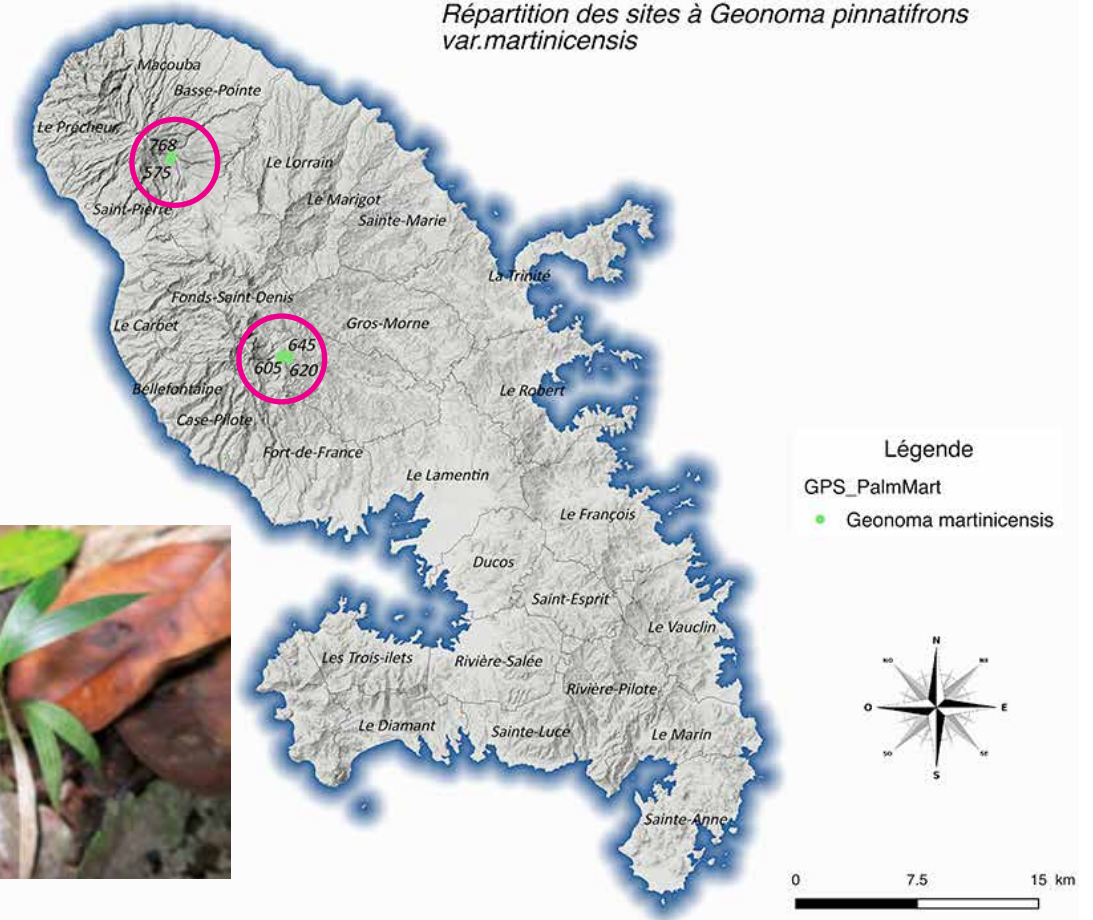 Répartition des sites à Geonoma pinnatifrons
var.martinicensis
Macouba
Basse-Pointe
Le Prêcheur
768
575
Le Lorrain
Saint-Pierre
Le Marigot
Sainte-Marie
La Trinité
Fonds-Saint-Denis
Le Carbet
Gros-Morne
645
605 620
Bellefontaine
Le Robert
Case-Pilote
Fort-de-France
Le Lamentin
Légende
GPS_PalmMart
Geonoma martinicensis
Le François
Ducos
Saint-Esprit
Le Vauclin
Les Trois-ilets
Rivière-Salée
Rivière-Pilote
Le Diamant
Sainte-Luce
Le Marin
Sainte-Anne
N
NO
NE
O
E
SO
SE
S
0 7.5 15 km